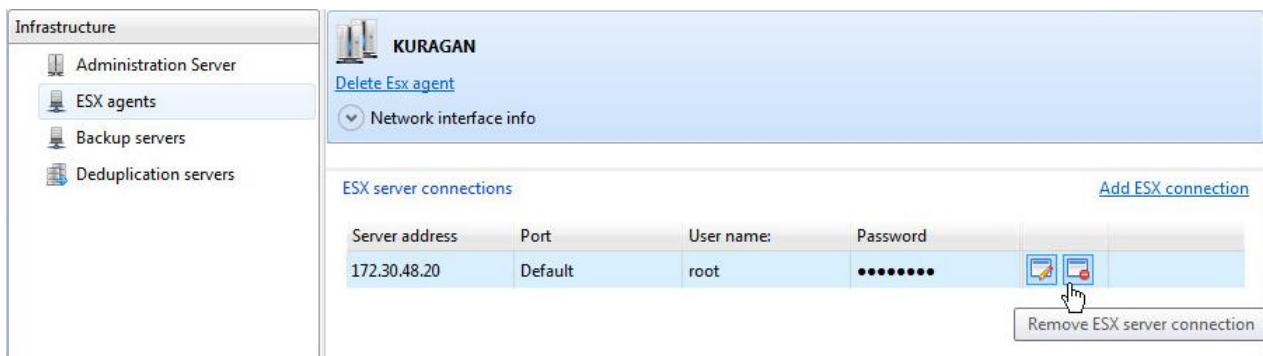 Infrastructure
Administration Server
ESX agents
Backup servers
Deduplication servers
KURAGAN
Delete Esx agent
Network interface info
ESX server connections
Add ESX connection
Server address Port User name: Password
172.30.48.20 Default root ••••••••
Remove ESX server connection